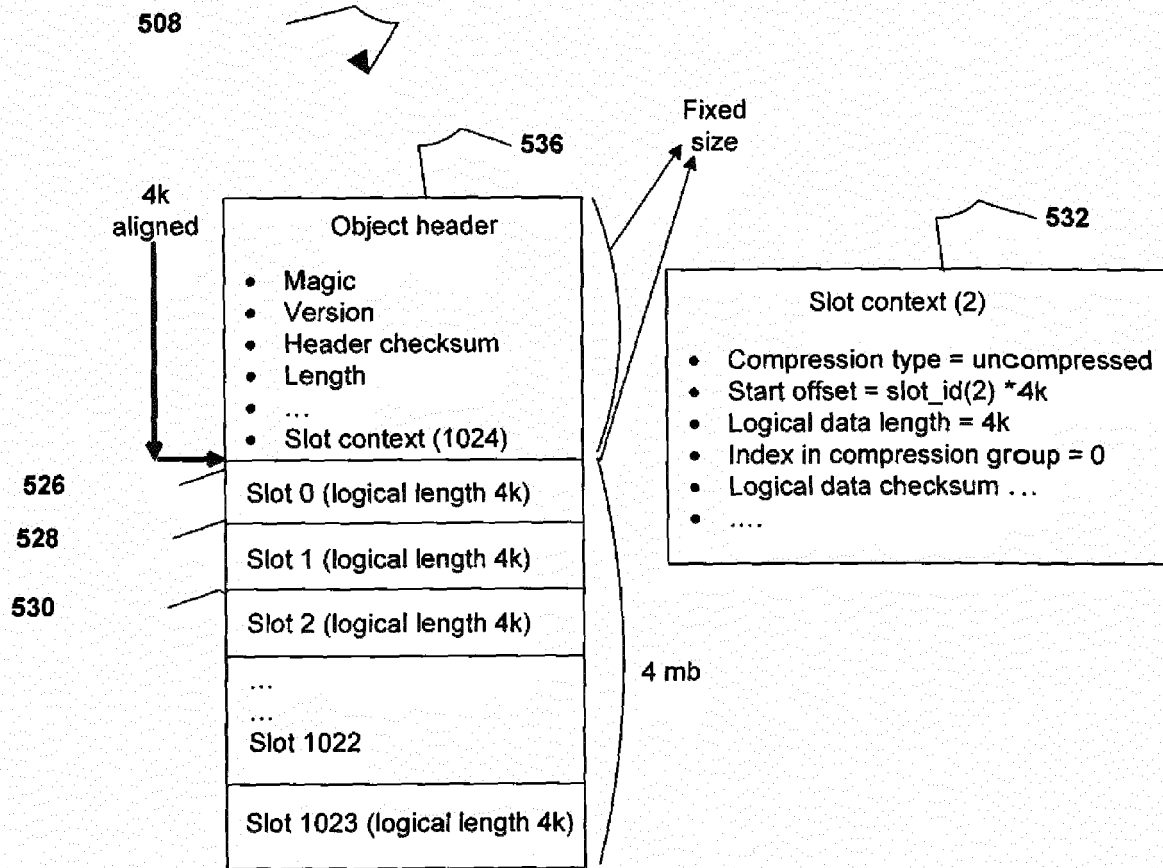 508
Fixed
size
536
4k
aligned
532
Object header
• Magic
• Version
• Header checksum
• Length
• ...
• Slot context (1024)
Slot context (2)
• Compression type = uncompressed
• Start offset = slot_id(2) *4k
• Logical data length = 4k
• Index in compression group = 0
• Logical data checksum ...
• ....
526
Slot 0 (logical length 4k)
528
Slot 1 (logical length 4k)
530
Slot 2 (logical length 4k)
...
...
Slot 1022
4 mb
Slot 1023 (logical length 4k)